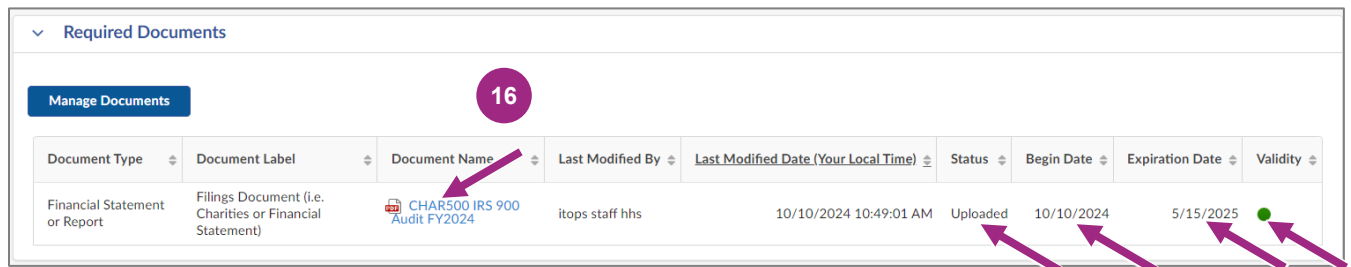 Required Documents
Manage Documents
16
Document Type
Document Label
Document Name
Last Modified By
Last Modified Date (Your Local Time)
Status
Begin Date
Expiration Date
Validity
Financial Statement
or Report
Filings Document (i.e.
Charities or Financial
Statement)
PDF
CHAR500 IRS 900
Audit FY2024
itops staff hhs
10/10/2024 10:49:01 AM
Uploaded
10/10/2024
5/15/2025